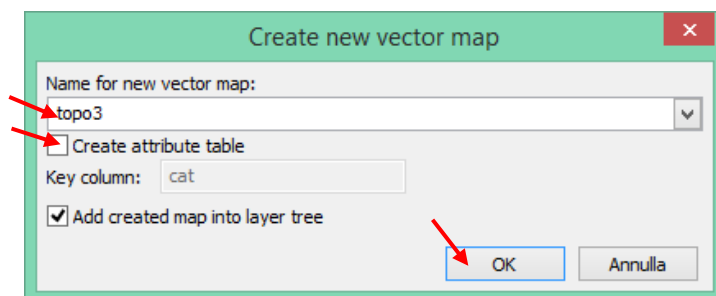 Create new vector map
Name for new vector map:
topo3
Create attribute table
Key column: cat
Add created map into layer tree
OK Annulla